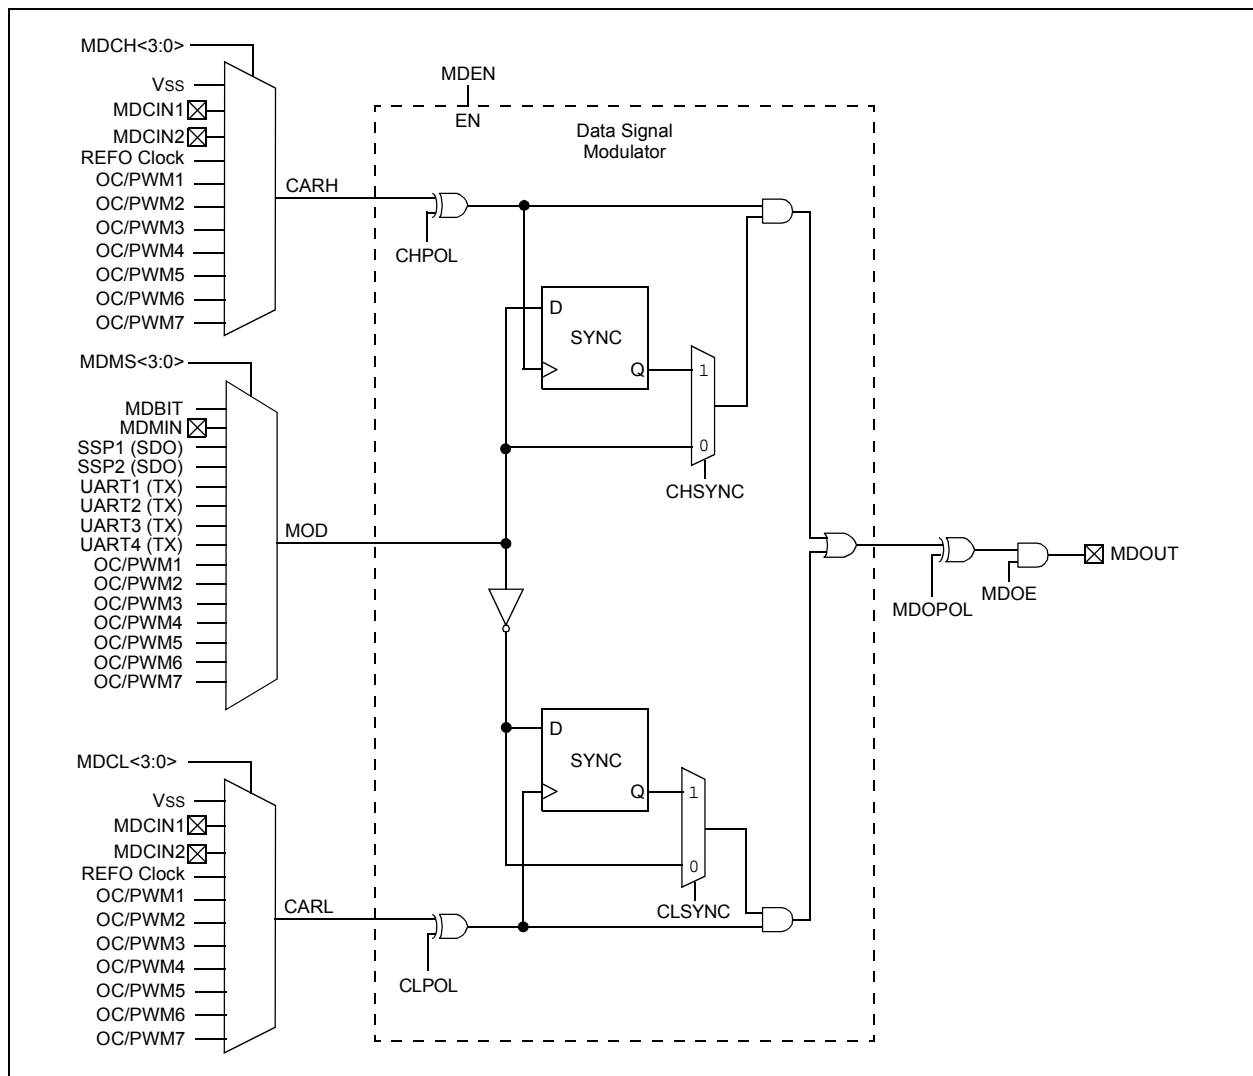 MDCH<3:0>
VSS
MDCIN1
MDCIN2
REFO Clock
OC/PWM1
OC/PWM2
OC/PWM3
OC/PWM4
OC/PWM5
OC/PWM6
OC/PWM7
CARH
MDEN
EN
Data Signal
Modulator
CHPOL
D
SYNC
Q
1
0
CHSYNC
MDMS<3:0>
MDBIT
MDMIN
SSP1 (SDO)
SSP2 (SDO)
UART1 (TX)
UART2 (TX)
UART3 (TX)
UART4 (TX)
OC/PWM1
OC/PWM2
OC/PWM3
OC/PWM4
OC/PWM5
OC/PWM6
OC/PWM7
MOD
MDOPOL
MDOE
MDOUT
D
SYNC
Q
1
0
CLSYNC
MDCL<3:0>
VSS
MDCIN1
MDCIN2
REFO Clock
OC/PWM1
OC/PWM2
OC/PWM3
OC/PWM4
OC/PWM5
OC/PWM6
OC/PWM7
CARL
CLPOL